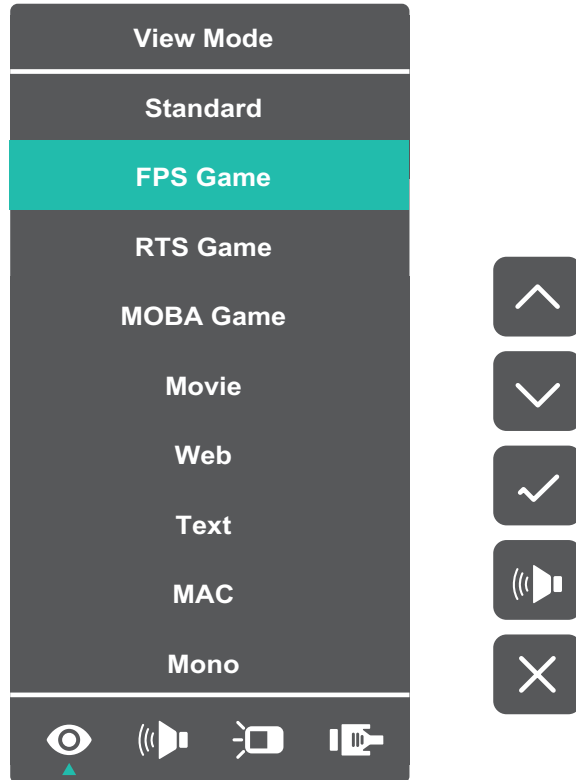 View Mode
Standard
FPS Game
RTS Game
MOBA Game
Movie
Web
Text
MAC
Mono